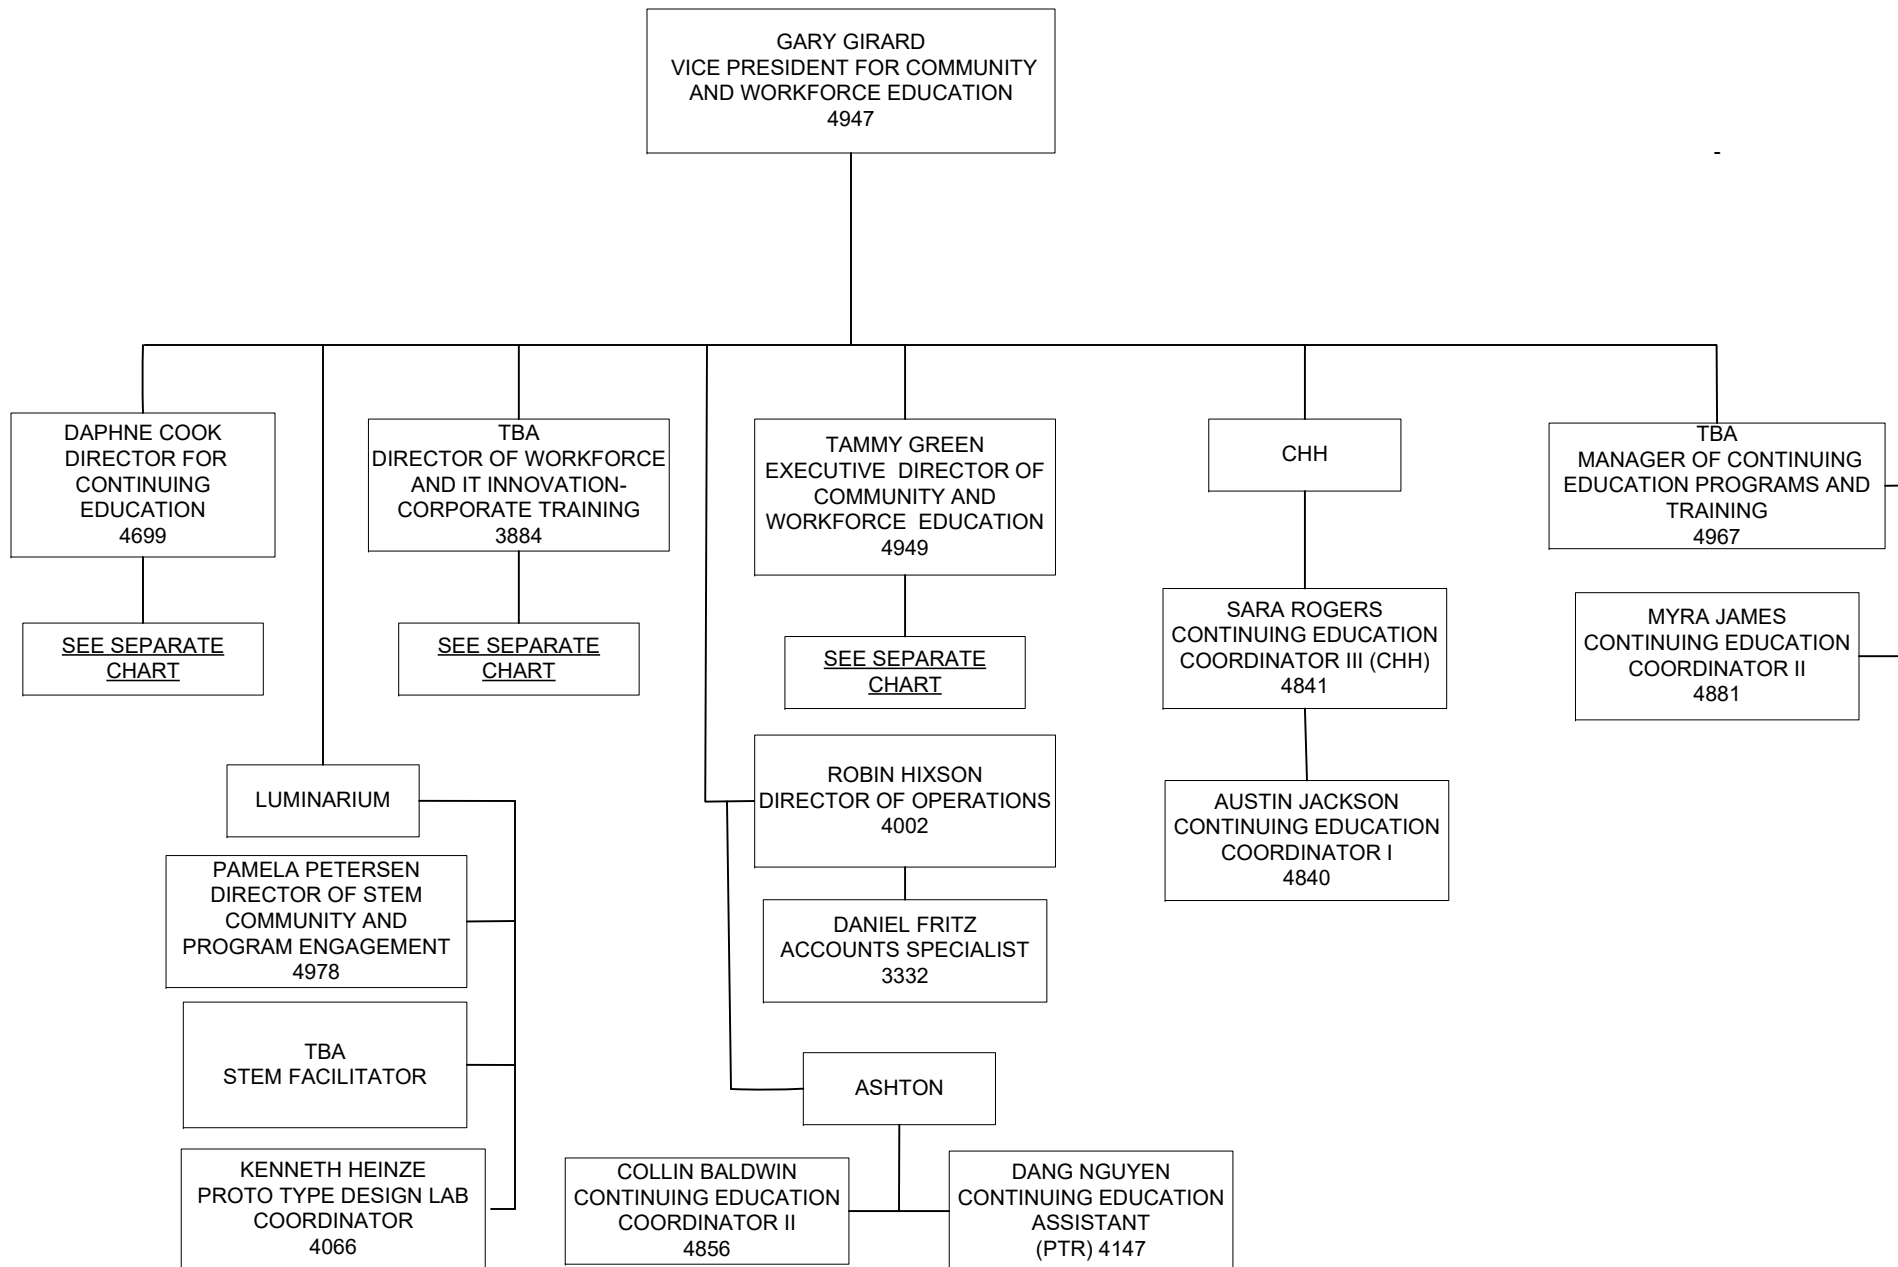 GARY GIRARD
VICE PRESIDENT FOR COMMUNITY
AND WORKFORCE EDUCATION
4947
-
DAPHNE COOK
DIRECTOR FOR
CONTINUING
EDUCATION
4699
TBA
DIRECTOR OF WORKFORCE
AND IT INNOVATION-
CORPORATE TRAINING
3884
TAMMY GREEN
EXECUTIVE DIRECTOR OF
COMMUNITY AND
WORKFORCE EDUCATION
4949
CHH
TBA
MANAGER OF CONTINUING
EDUCATION PROGRAMS AND
TRAINING
4967
SEE SEPARATE
CHART
SEE SEPARATE
CHART
SEE SEPARATE
CHART
SARA ROGERS
CONTINUING EDUCATION
COORDINATOR III (CHH)
4841
MYRA JAMES
CONTINUING EDUCATION
COORDINATOR II
4881
LUMINARIUM
ROBIN HIXSON
DIRECTOR OF OPERATIONS
4002
AUSTIN JACKSON
CONTINUING EDUCATION
COORDINATOR I
4840
PAMELA PETERSEN
DIRECTOR OF STEM
COMMUNITY AND
PROGRAM ENGAGEMENT
4978
DANIEL FRITZ
ACCOUNTS SPECIALIST
3332
TBA
STEM FACILITATOR
ASHTON
KENNETH HEINZE
PROTO TYPE DESIGN LAB
COORDINATOR
4066
COLLIN BALDWIN
CONTINUING EDUCATION
COORDINATOR II
4856
DANG NGUYEN
CONTINUING EDUCATION
ASSISTANT
(PTR) 4147